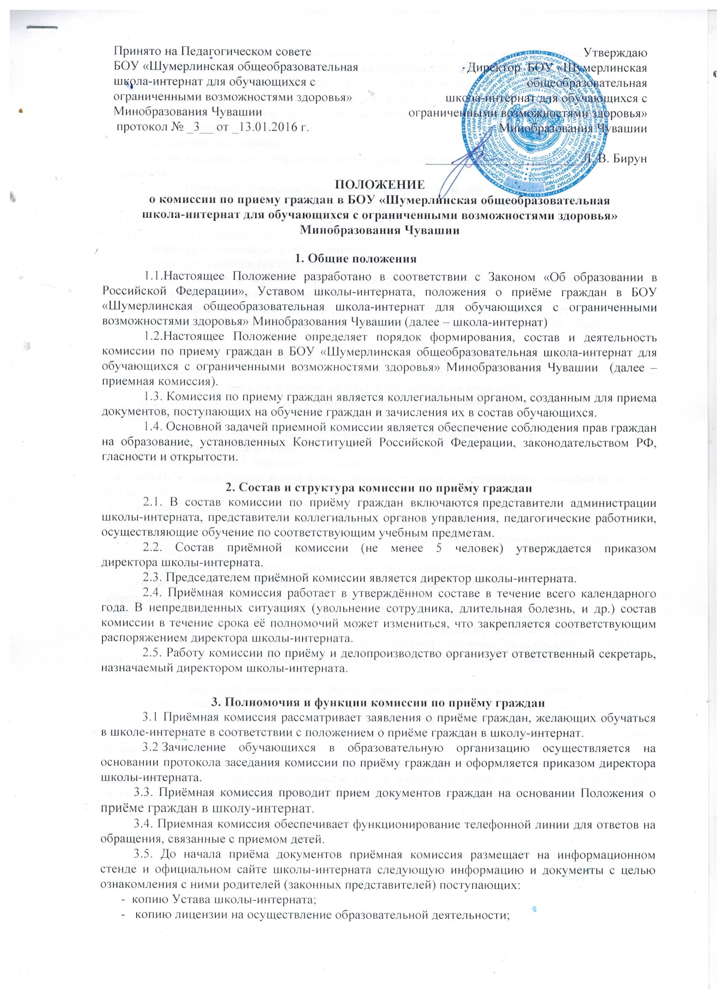 Принято на Педагогическом совете
БОУ «Шумерлинская общеобразовательная
школа-интернат для обучающихся с
ограниченными возможностями здоровья»
Минобразования Чувашии
протокол № _3__ от _13.01.2016 г.
Утверждаю
Директор БОУ «Шумерлинская
общеобразовательная
школа-интернат для обучающихся с
ограниченными возможностями здоровья»
Минобразования Чувашии
Л. В. Бирун
ПОЛОЖЕНИЕ
о комиссии по приему граждан в БОУ «Шумерлинская общеобразовательная
школа-интернат для обучающихся с ограниченными возможностями здоровья»
Минобразования Чувашии
1. Общие положения
1.1.Настоящее Положение разработано в соответствии с Законом «Об образовании в
Российской Федерации», Уставом школы-интерната, положения о приёме граждан в БОУ
«Шумерлинская общеобразовательная школа-интернат для обучающихся с ограниченными
возможностями здоровья» Минобразования Чувашии (далее – школа-интернат)
1.2.Настоящее Положение определяет порядок формирования, состав и деятельность
комиссии по приему граждан в БОУ «Шумерлинская общеобразовательная школа-интернат для
обучающихся с ограниченными возможностями здоровья» Минобразования Чувашии (далее –
приемная комиссия).
1.3. Комиссия по приему граждан является коллегиальным органом, созданным для приема
документов, поступающих на обучение граждан и зачисления их в состав обучающихся.
1.4. Основной задачей приемной комиссии является обеспечение соблюдения прав граждан
на образование, установленных Конституцией Российской Федерации, законодательством РФ,
гласности и открытости.
2. Состав и структура комиссии по приёму граждан
2.1. В состав комиссии по приёму граждан включаются представители администрации
школы-интерната, представители коллегиальных органов управления, педагогические работники,
осуществляющие обучение по соответствующим учебным предметам.
2.2. Состав приёмной комиссии (не менее 5 человек) утверждается приказом
директора школы-интерната.
2.3. Председателем приёмной комиссии является директор школы-интерната.
2.4. Приёмная комиссия работает в утверждённом составе в течение всего календарного
года. В непредвиденных ситуациях (увольнение сотрудника, длительная болезнь, и др.) состав
комиссии в течение срока её полномочий может измениться, что закрепляется соответствующим
распоряжением директора школы-интерната.
2.5. Работу комиссии по приёму и делопроизводство организует ответственный секретарь,
назначаемый директором школы-интерната.
3. Полномочия и функции комиссии по приёму граждан
3.1 Приёмная комиссия рассматривает заявления о приёме граждан, желающих обучаться
в школе-интернате в соответствии с положением о приёме граждан в школу-интернат.
3.2 Зачисление обучающихся в образовательную организацию осуществляется на
основании протокола заседания комиссии по приёму граждан и оформляется приказом директора
школы-интерната.
3.3. Приёмная комиссия проводит прием документов граждан на основании Положения о
приёме граждан в школу-интернат.
3.4. Приемная комиссия обеспечивает функционирование телефонной линии для ответов на
обращения, связанные с приемом детей.
3.5. До начала приёма документов приёмная комиссия размещает на информационном
стенде и официальном сайте школы-интерната следующую информацию и документы с целью
ознакомления с ними родителей (законных представителей) поступающих:
- копию Устава школы-интерната;
- копию лицензии на осуществление образовательной деятельности;